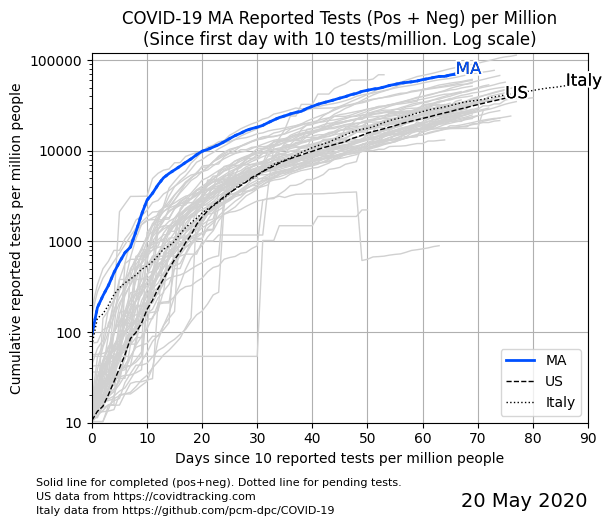 COVID-19 MA Reported Tests (Pos + Neg) per Million
(Since first day with 10 tests/million. Log scale)
Cumulative reported tests per million people
100000
10000
1000
100
10
MA
Italy
US
MA
US
Italy
0 10 20 30 40 50 60 70 80 90
Days since 10 reported tests per million people
Solid line for completed (pos+neg). Dotted line for pending tests.
US data from https://covidtracking.com
Italy data from https://github.com/pcm-dpc/COVID-19
20 May 2020